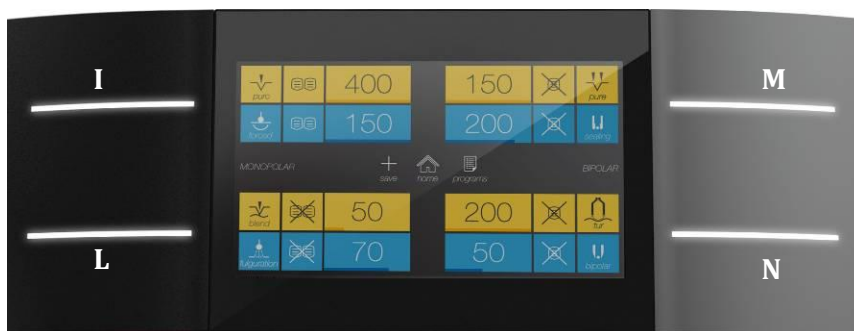 I
M
400
150
pure
pure
150
200
forced
sealing
MONOPOLAR
BIPOLAR
save
home
programs
50
200
blend
tur
70
50
fulguration
bipolar
L
N